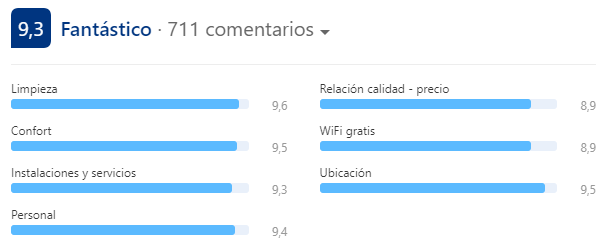 9,3 Fantástico · 711 comentarios
Limpieza 9,6
Relación calidad - precio 8,9
Confort 9,5
WiFi gratis 8,9
Instalaciones y servicios 9,3
Ubicación 9,5
Personal 9,4